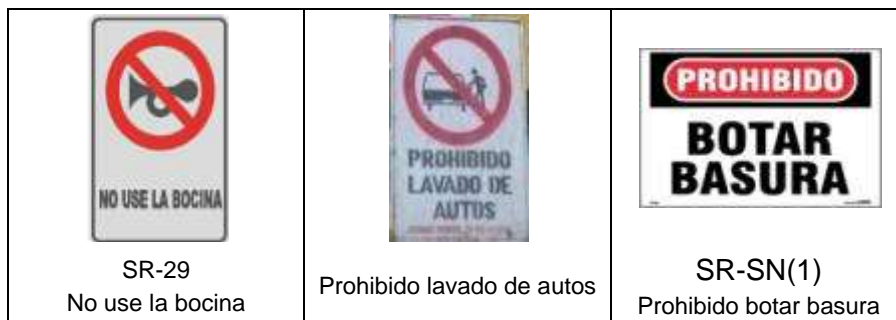 NO USE LA BOCINA
SR-29
No use la bocina
PROHIBIDO
LAVADO DE
AUTOS
Prohibido lavado de autos
PROHIBIDO
BOTAR
BASURA
SR-SN(1)
Prohibido botar basura